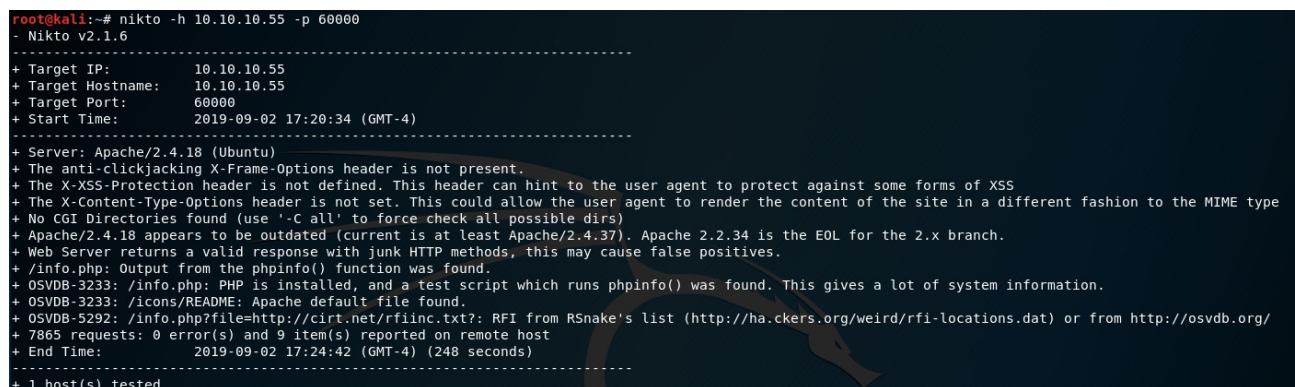 root@kali:~# nikto -h 10.10.10.55 -p 60000
- Nikto v2.1.6
---------------------------------------------------------------------------
+ Target IP:          10.10.10.55
+ Target Hostname:    10.10.10.55
+ Target Port:        60000
+ Start Time:         2019-09-02 17:20:34 (GMT-4)
---------------------------------------------------------------------------
+ Server: Apache/2.4.18 (Ubuntu)
+ The anti-clickjacking X-Frame-Options header is not present.
+ The X-XSS-Protection header is not defined. This header can hint to the user agent to protect against some forms of XSS
+ The X-Content-Type-Options header is not set. This could allow the user agent to render the content of the site in a different fashion to the MIME type
+ No CGI Directories found (use '-C all' to force check all possible dirs)
+ Apache/2.4.18 appears to be outdated (current is at least Apache/2.4.37). Apache 2.2.34 is the EOL for the 2.x branch.
+ Web Server returns a valid response with junk HTTP methods, this may cause false positives.
+ /info.php: Output from the phpinfo() function was found.
+ OSVDB-3233: /info.php: PHP is installed, and a test script which runs phpinfo() was found. This gives a lot of system information.
+ OSVDB-3233: /icons/README: Apache default file found.
+ OSVDB-5292: /info.php?file=http://cirt.net/rfiinc.txt?: RFI from RSnake's list (http://ha.ckers.org/weird/rfi-locations.dat) or from http://osvdb.org/
+ 7865 requests: 0 error(s) and 9 item(s) reported on remote host
+ End Time:           2019-09-02 17:24:42 (GMT-4) (248 seconds)
---------------------------------------------------------------------------
+ 1 host(s) tested